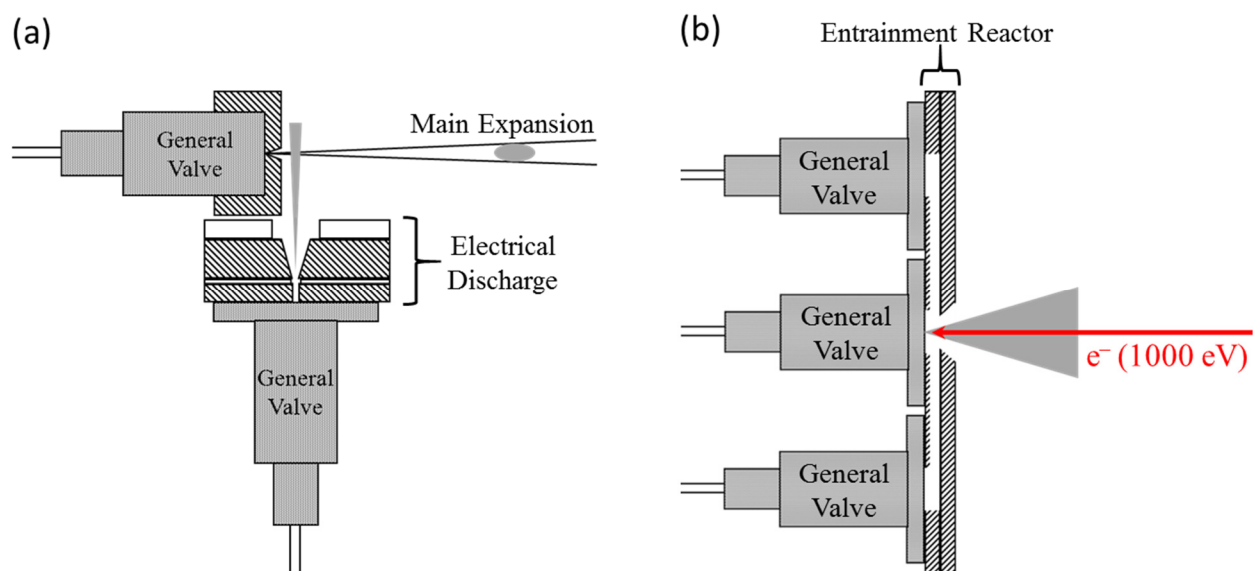 (a)
General
Valve
Main Expansion
Electrical
Discharge
General
Valve
(b)
Entrainment Reactor
General
Valve
General
Valve
e⁻ (1000 eV)
General
Valve